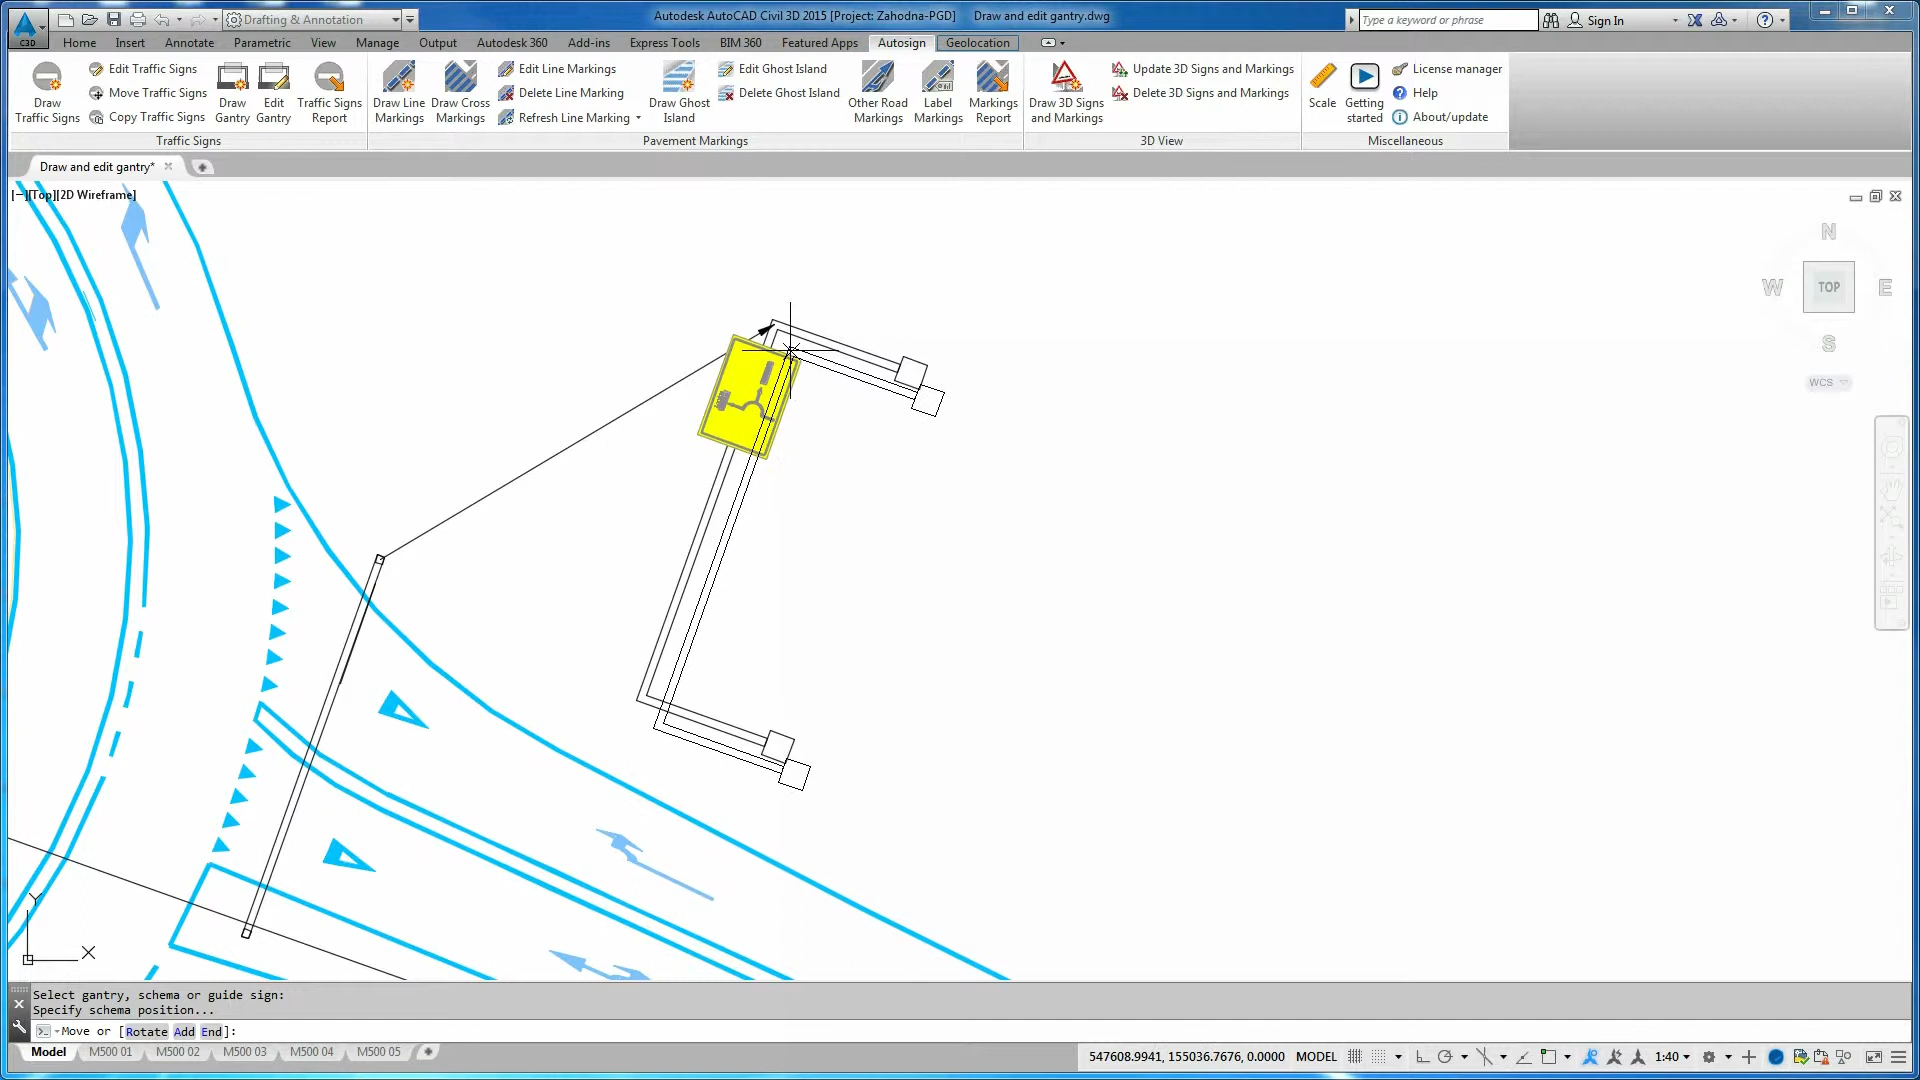 Drafting & Annotation
Autodesk AutoCAD Civil 3D 2015 [Project: Zahodna-PGD] Draw and edit gantry.dwg
Type a keyword or phrase
Sign In
C3D
Home Insert Annotate Parametric View Manage Output Autodesk 360 Add-ins Express Tools BIM 360 Featured Apps Autosign Geolocation
Draw Traffic Signs
Edit Traffic Signs
Move Traffic Signs
Copy Traffic Signs
Draw Gantry
Edit Gantry
Traffic Signs Report
Draw Line Markings
Draw Cross Markings
Edit Line Markings
Delete Line Marking
Refresh Line Marking
Draw Ghost Island
Edit Ghost Island
Delete Ghost Island
Other Road Markings
Label Markings
Markings Report
Draw 3D Signs and Markings
Update 3D Signs and Markings
Delete 3D Signs and Markings
Scale
Getting started
License manager
Help
About/update
Traffic Signs
Pavement Markings
3D View
Miscellaneous
Draw and edit gantry*
[−][Top][2D Wireframe]
N
W TOP E
S
WCS
Y
X
Select gantry, schema or guide sign:
Specify schema position...
Move or [Rotate Add End]:
Model M500 01 M500 02 M500 03 M500 04 M500 05
547608.9941, 155036.7676, 0.0000 MODEL 1:40